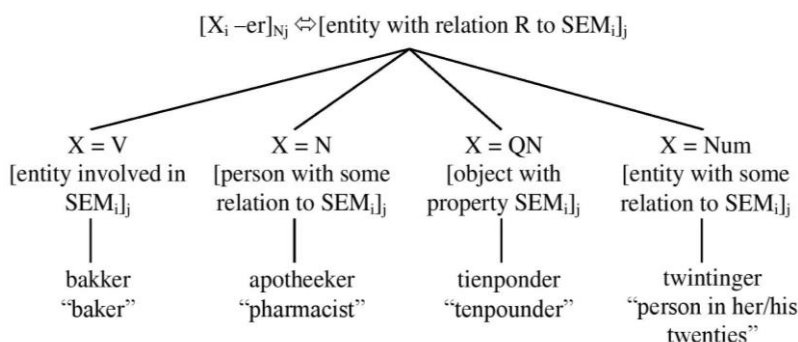 [Xᵢ –er]ₙⱼ ⇔[entity with relation R to SEMᵢ]ⱼ
X = V X = N X = QN X = Num
[entity involved in [person with some [object with [entity with some
SEMᵢ]ⱼ relation to SEMᵢ]ⱼ property SEMᵢ]ⱼ relation to SEMᵢ]ⱼ
bakker apotheeker tienponder twintinger
“baker” “pharmacist” “tenpounder” “person in her/his
twenties”